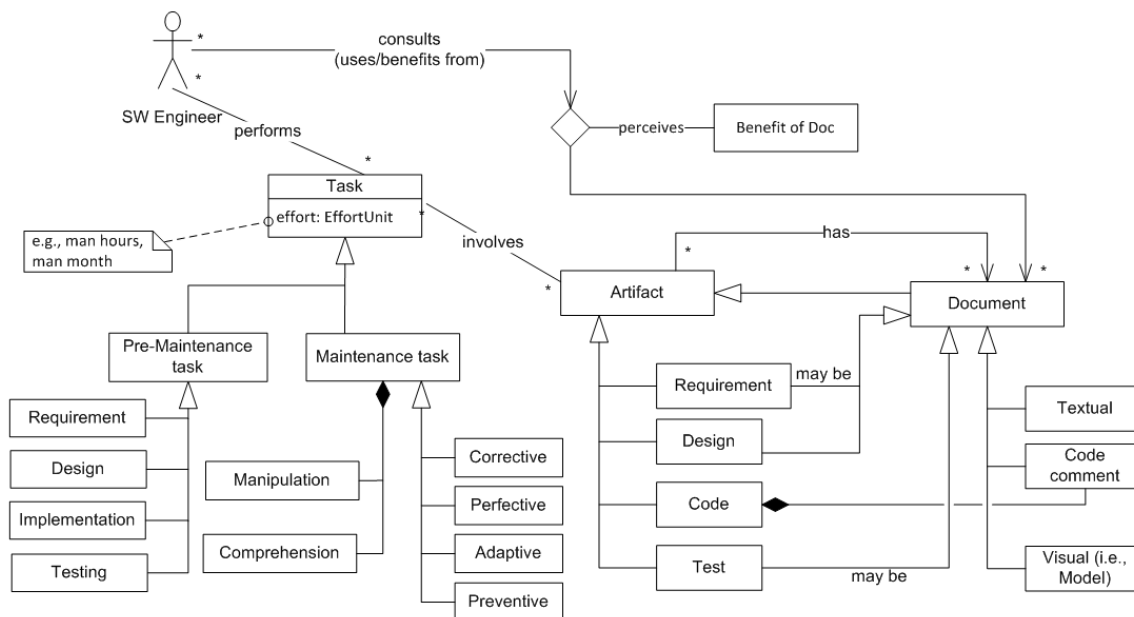 *
consults
(uses/benefits from)
*
SW Engineer
performs
perceives
Benefit of Doc
*
Task
effort: EffortUnit
*
e.g., man hours,
man month
involves
has
*
*
*
*
Artifact
Document
Pre-Maintenance
task
Maintenance task
Requirement
may be
Textual
Requirement
Design
Code
comment
Design
Corrective
Manipulation
Code
Perfective
Implementation
Comprehension
Adaptive
Test
may be
Visual (i.e.,
Model)
Testing
Preventive